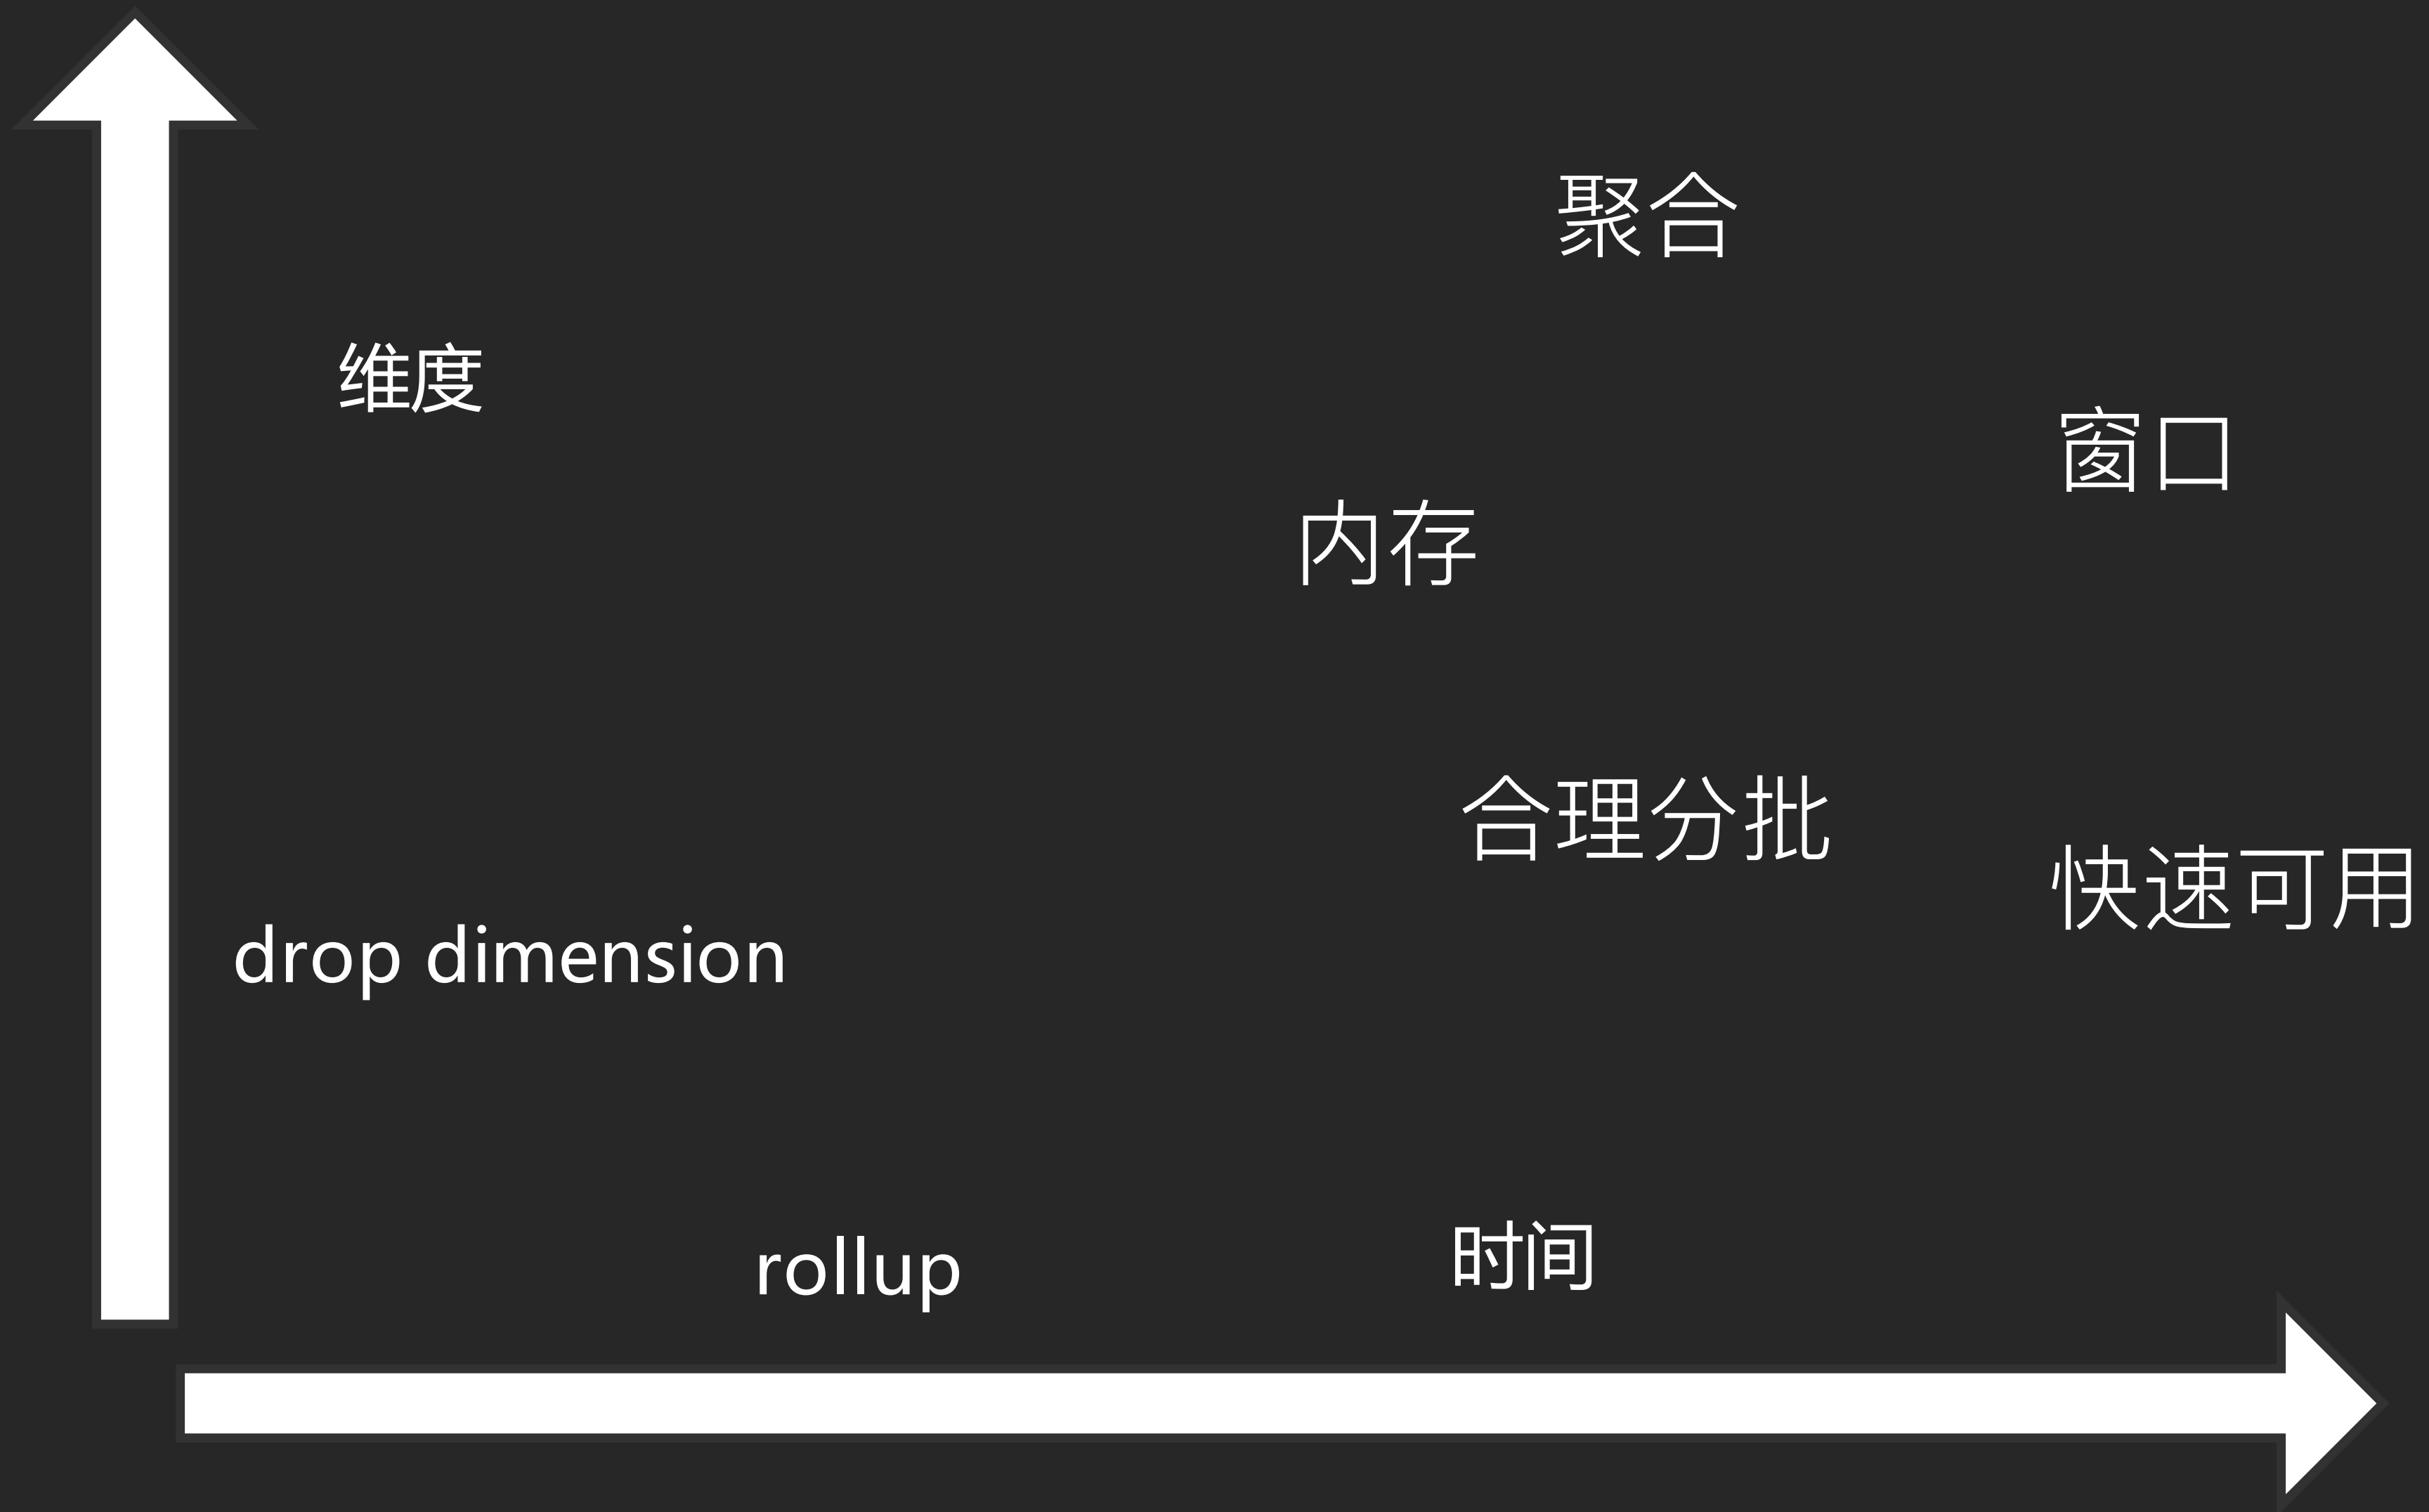 聚合
维度
窗口
内存
合理分批
快速可用
drop dimension
rollup
时间